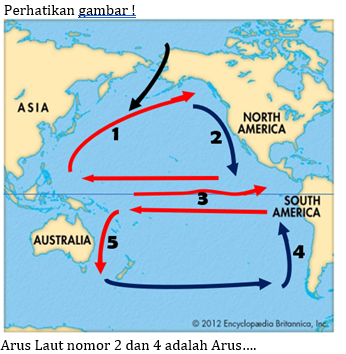 Perhatikan gambar !
ASIA
NORTH
AMERICA
1
2
3
SOUTH
AMERICA
AUSTRALIA
5
4
© 2012 Encyclopædia Britannica, Inc.
Arus Laut nomor 2 dan 4 adalah Arus....